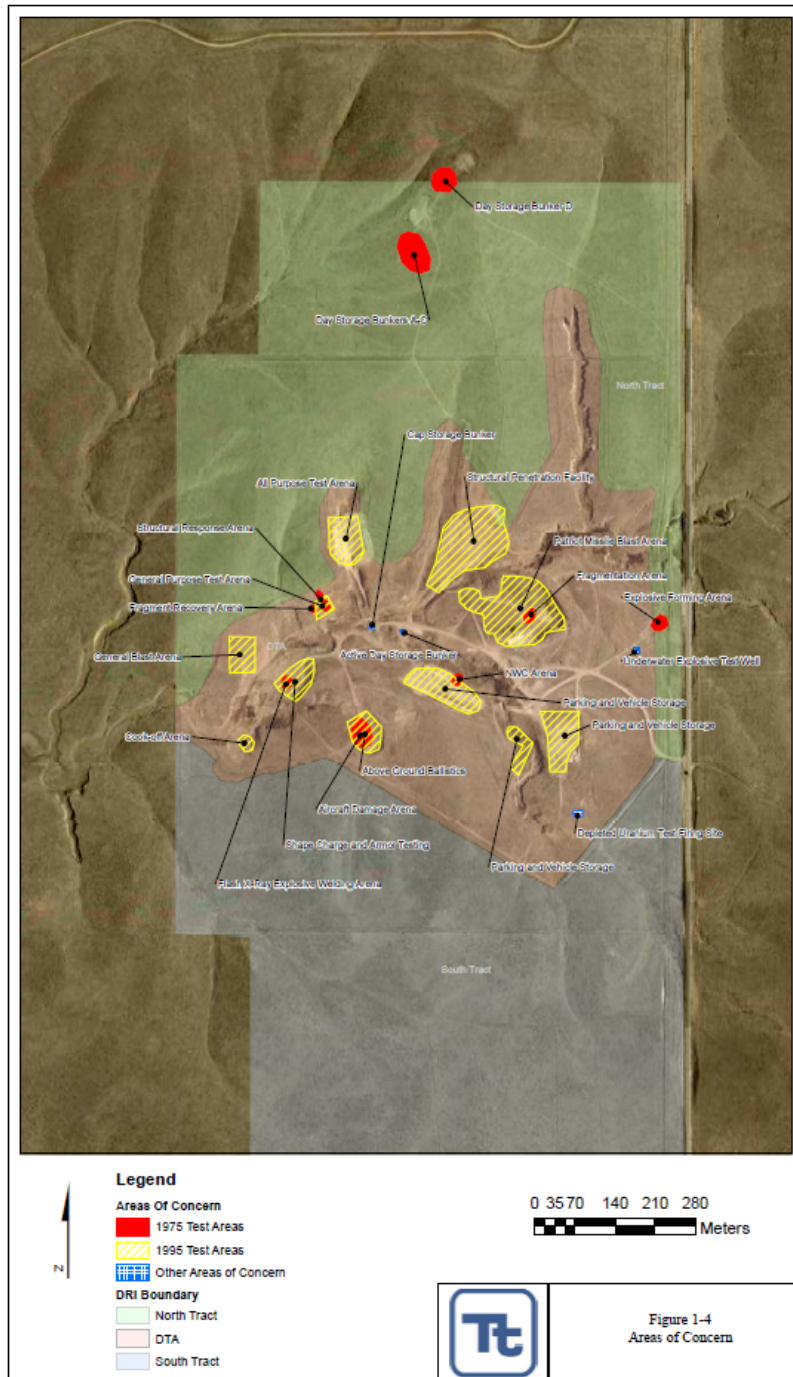 Day Storage Bunker D
Day Storage Bunkers A-C
North Tract
Cap Storage Bunker
All Purpose Test Arena
Structural Penetration Facility
Structural Response Arena
Patriot Missile Blast Arena
General Purpose Test Arena
Fragmentation Arena
Fragment Recovery Arena
Explosive Forming Arena
DTA
General Blast Arena
Active Day Storage Bunker
Underwater Explosive Test Well
NWC Arena
Parking and Vehicle Storage
Parking and Vehicle Storage
Cook-off Arena
Above Ground Ballistics
Aircraft Damage Arena
Depleted Uranium Test Firing Site
Shape Charge and Armor Testing
Parking and Vehicle Storage
Flash X-Ray Explosive Welding Arena
South Tract
Legend
Areas Of Concern
1975 Test Areas
1995 Test Areas
Other Areas of Concern
DRI Boundary
North Tract
DTA
South Tract
N
0 35 70 140 210 280
Meters
Tt
Figure 1-4
Areas of Concern